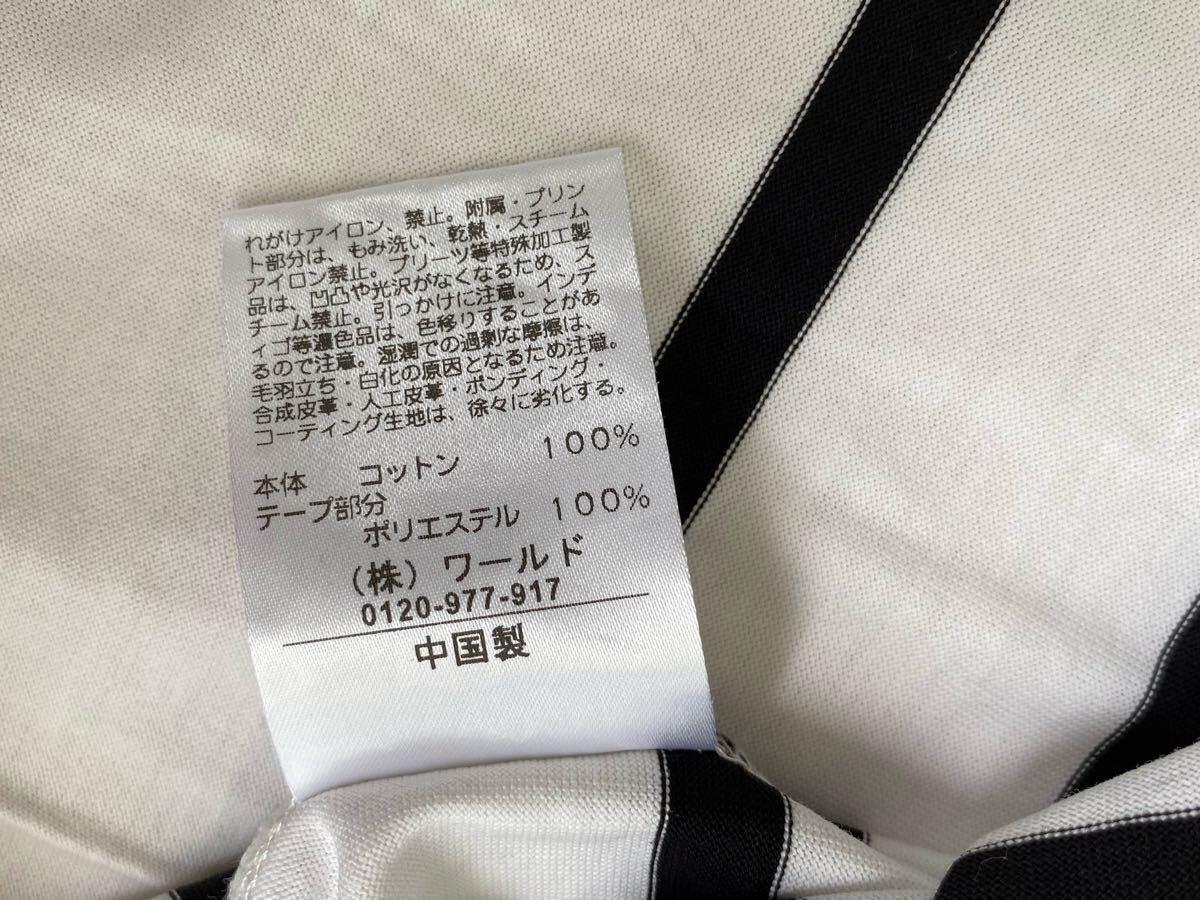 れがけアイロン、禁止。附属・プリン
ト部分は、もみ洗い、乾熱・スチーム
アイロン禁止。プリーツ等特殊加工製
品は、凹凸や光沢がなくなるため、ス
チーム禁止。引っかけに注意。インデ
ィゴ等濃色品は、色移りすることがあ
るので注意。湿潤での過剰な摩擦は、
毛羽立ち・白化の原因となるため注意。
合成皮革・人工皮革・ボンディング・
コーティング生地は、徐々に劣化する。
本体 コットン 100%
テープ部分
ポリエステル 100%
(株) ワールド
0120-977-917
中国製